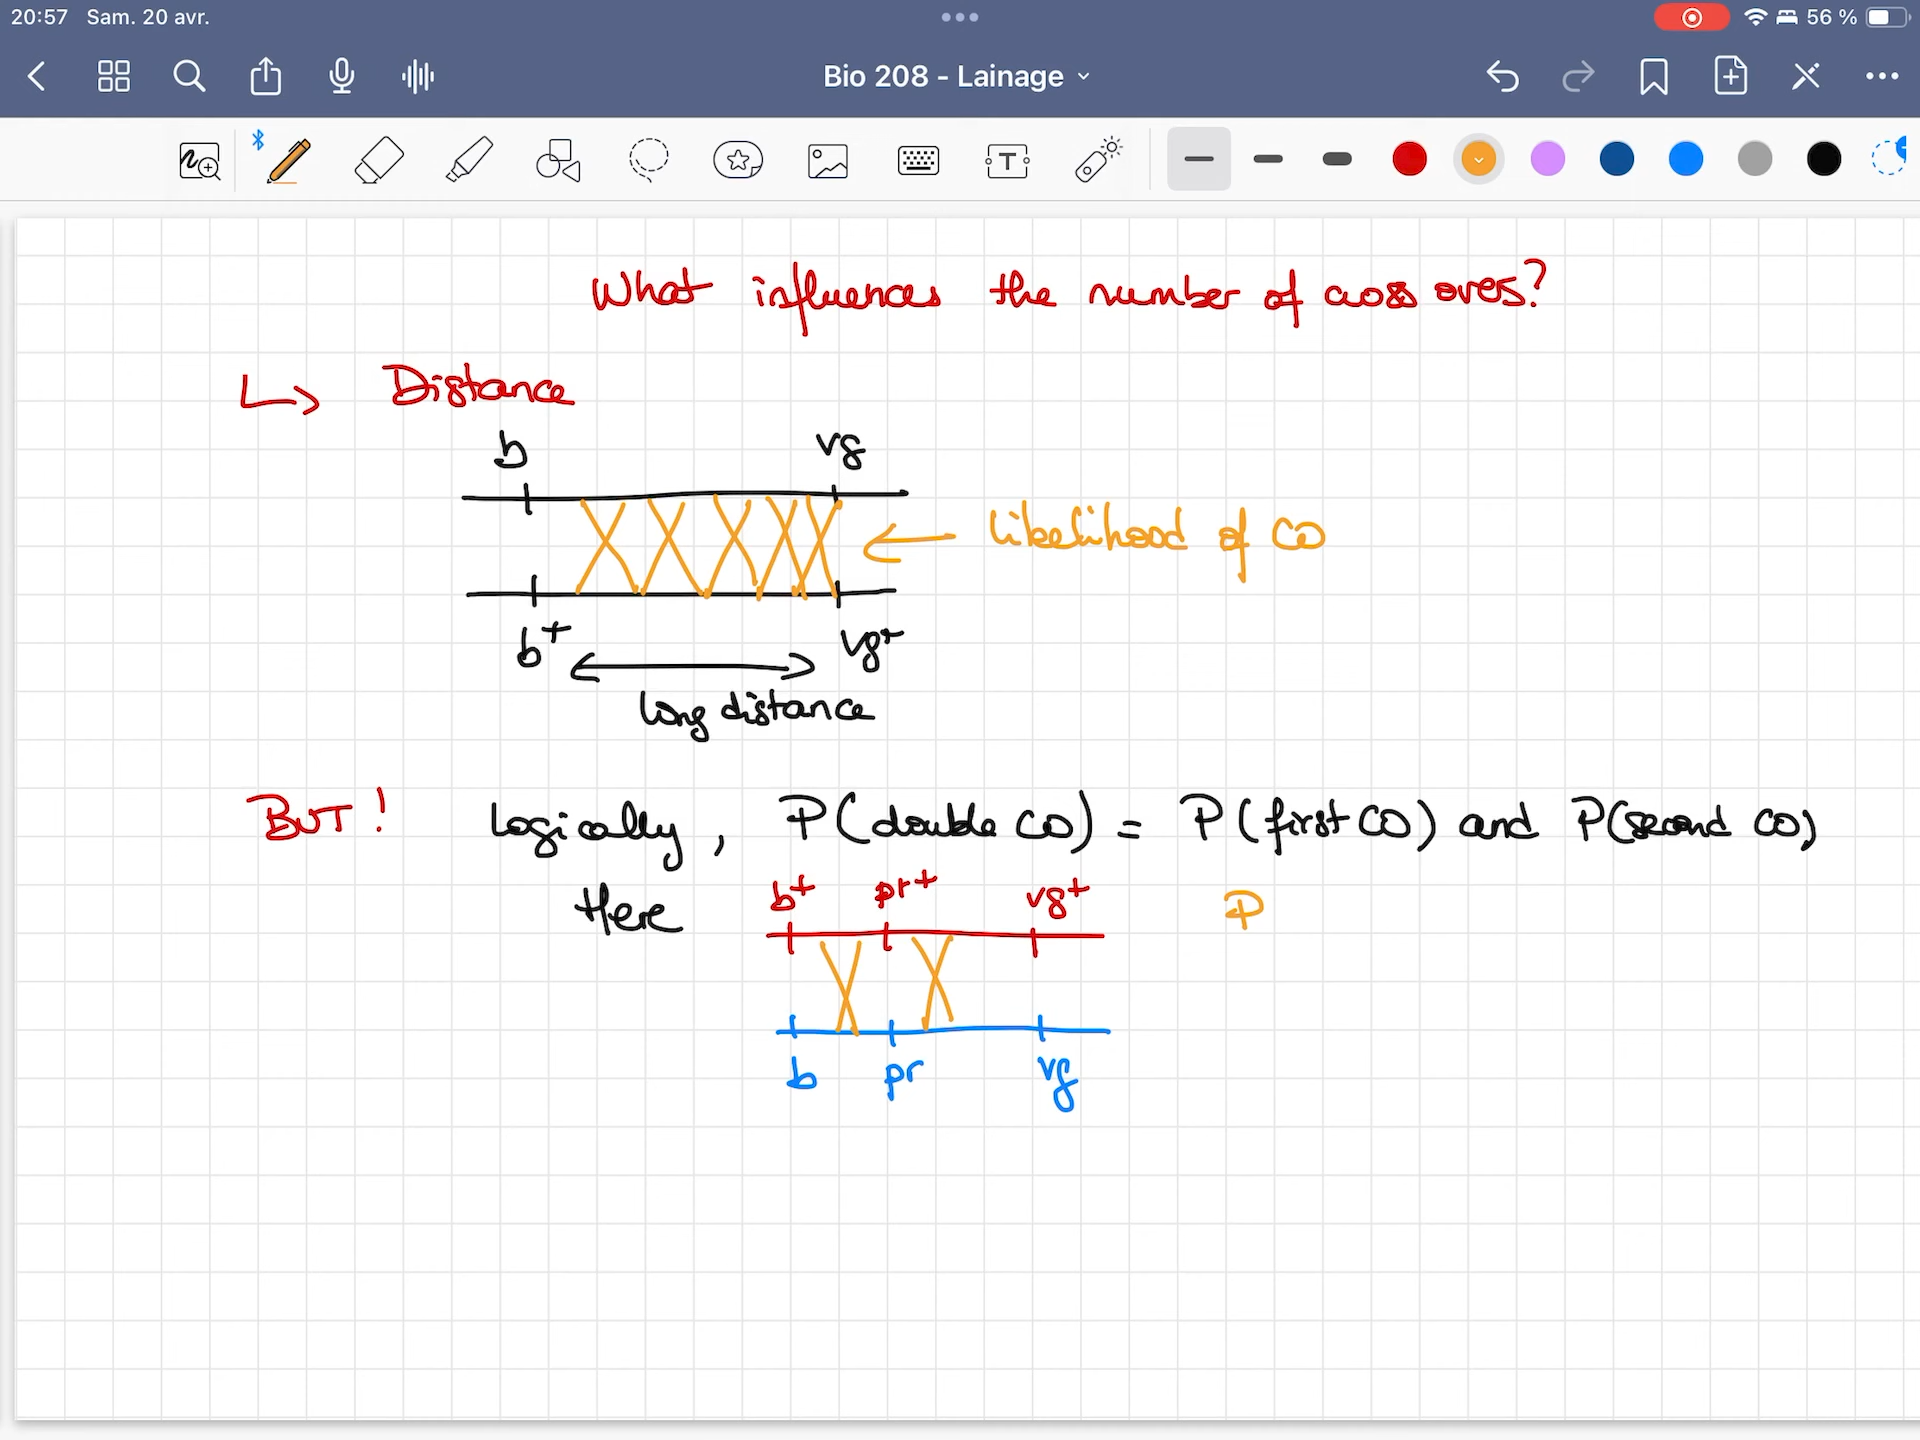 20:57 Sam. 20 avr.
56 %
Bio 208 - Lainage
T
What influences the number of cross overs?
↳ Distance
b vg
likelihood of CO
b+ vg+
long distance
BUT! Logically, P(double CO) = P(first CO) and P(second CO)
Here b+ pr+ vg+ P
b pr vg